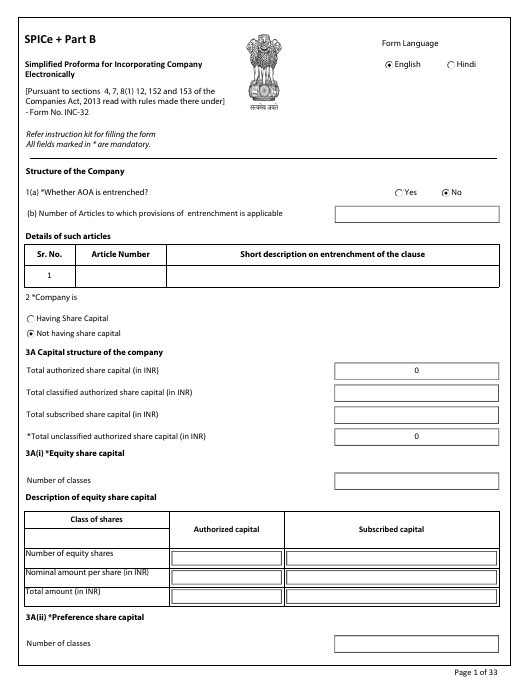 SPICe + Part B
Form Language
Simplified Proforma for Incorporating Company
Electronically
English
Hindi
[Pursuant to sections 4, 7, 8(1) 12, 152 and 153 of the
Companies Act, 2013 read with rules made there under]
- Form No. INC-32
सत्यमेव जयते
Refer instruction kit for filling the form
All fields marked in * are mandatory.
Structure of the Company
1(a) *Whether AOA is entrenched?
Yes
No
(b) Number of Articles to which provisions of entrenchment is applicable
Details of such articles
Sr. No.
Article Number
Short description on entrenchment of the clause
1
2 *Company is
Having Share Capital
Not having share capital
3A Capital structure of the company
Total authorized share capital (in INR)
0
Total classified authorized share capital (in INR)
Total subscribed share capital (in INR)
*Total unclassified authorized share capital (in INR)
0
3A(i) *Equity share capital
Number of classes
Description of equity share capital
Class of shares
Authorized capital
Subscribed capital
Number of equity shares
Nominal amount per share (in INR)
Total amount (in INR)
3A(ii) *Preference share capital
Number of classes
Page 1 of 33